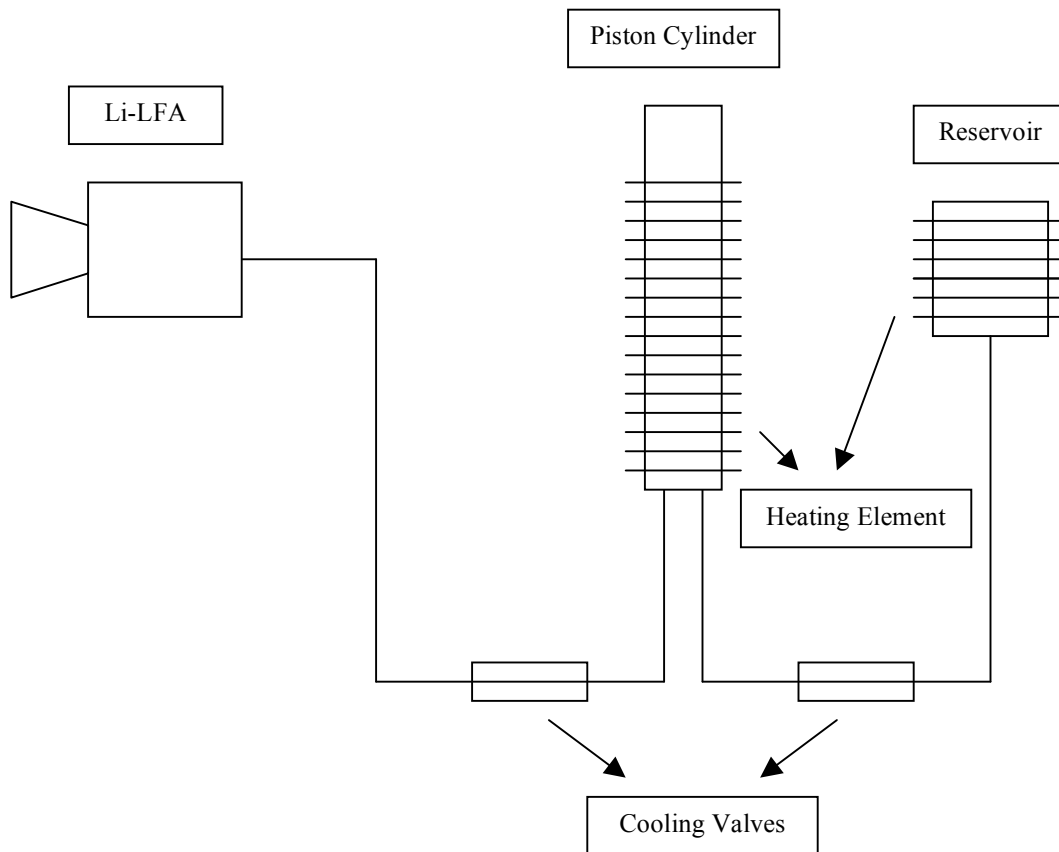 Piston Cylinder
Li-LFA
Reservoir
Heating Element
Cooling Valves